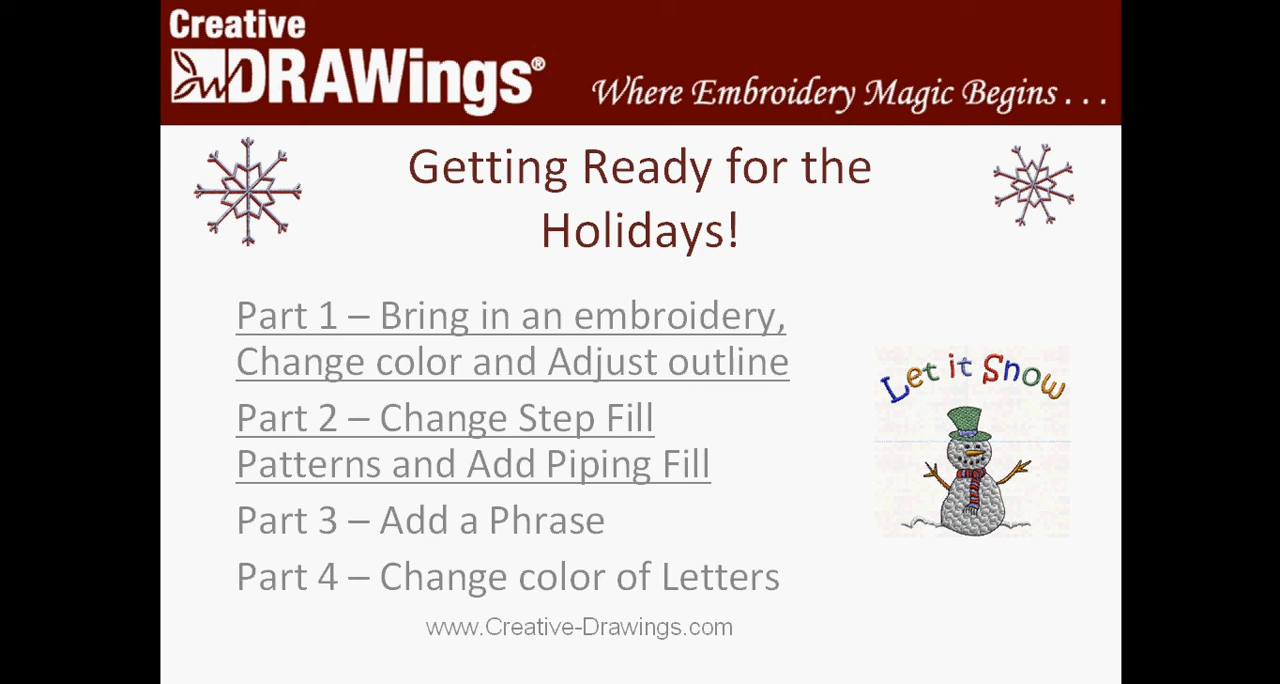 Creative
DRAWings®
Where Embroidery Magic Begins . . .
Getting Ready for the
Holidays!
Part 1 – Bring in an embroidery,
Change color and Adjust outline
Part 2 – Change Step Fill
Patterns and Add Piping Fill
Part 3 – Add a Phrase
Part 4 – Change color of Letters
Let it Snow
www.Creative-Drawings.com